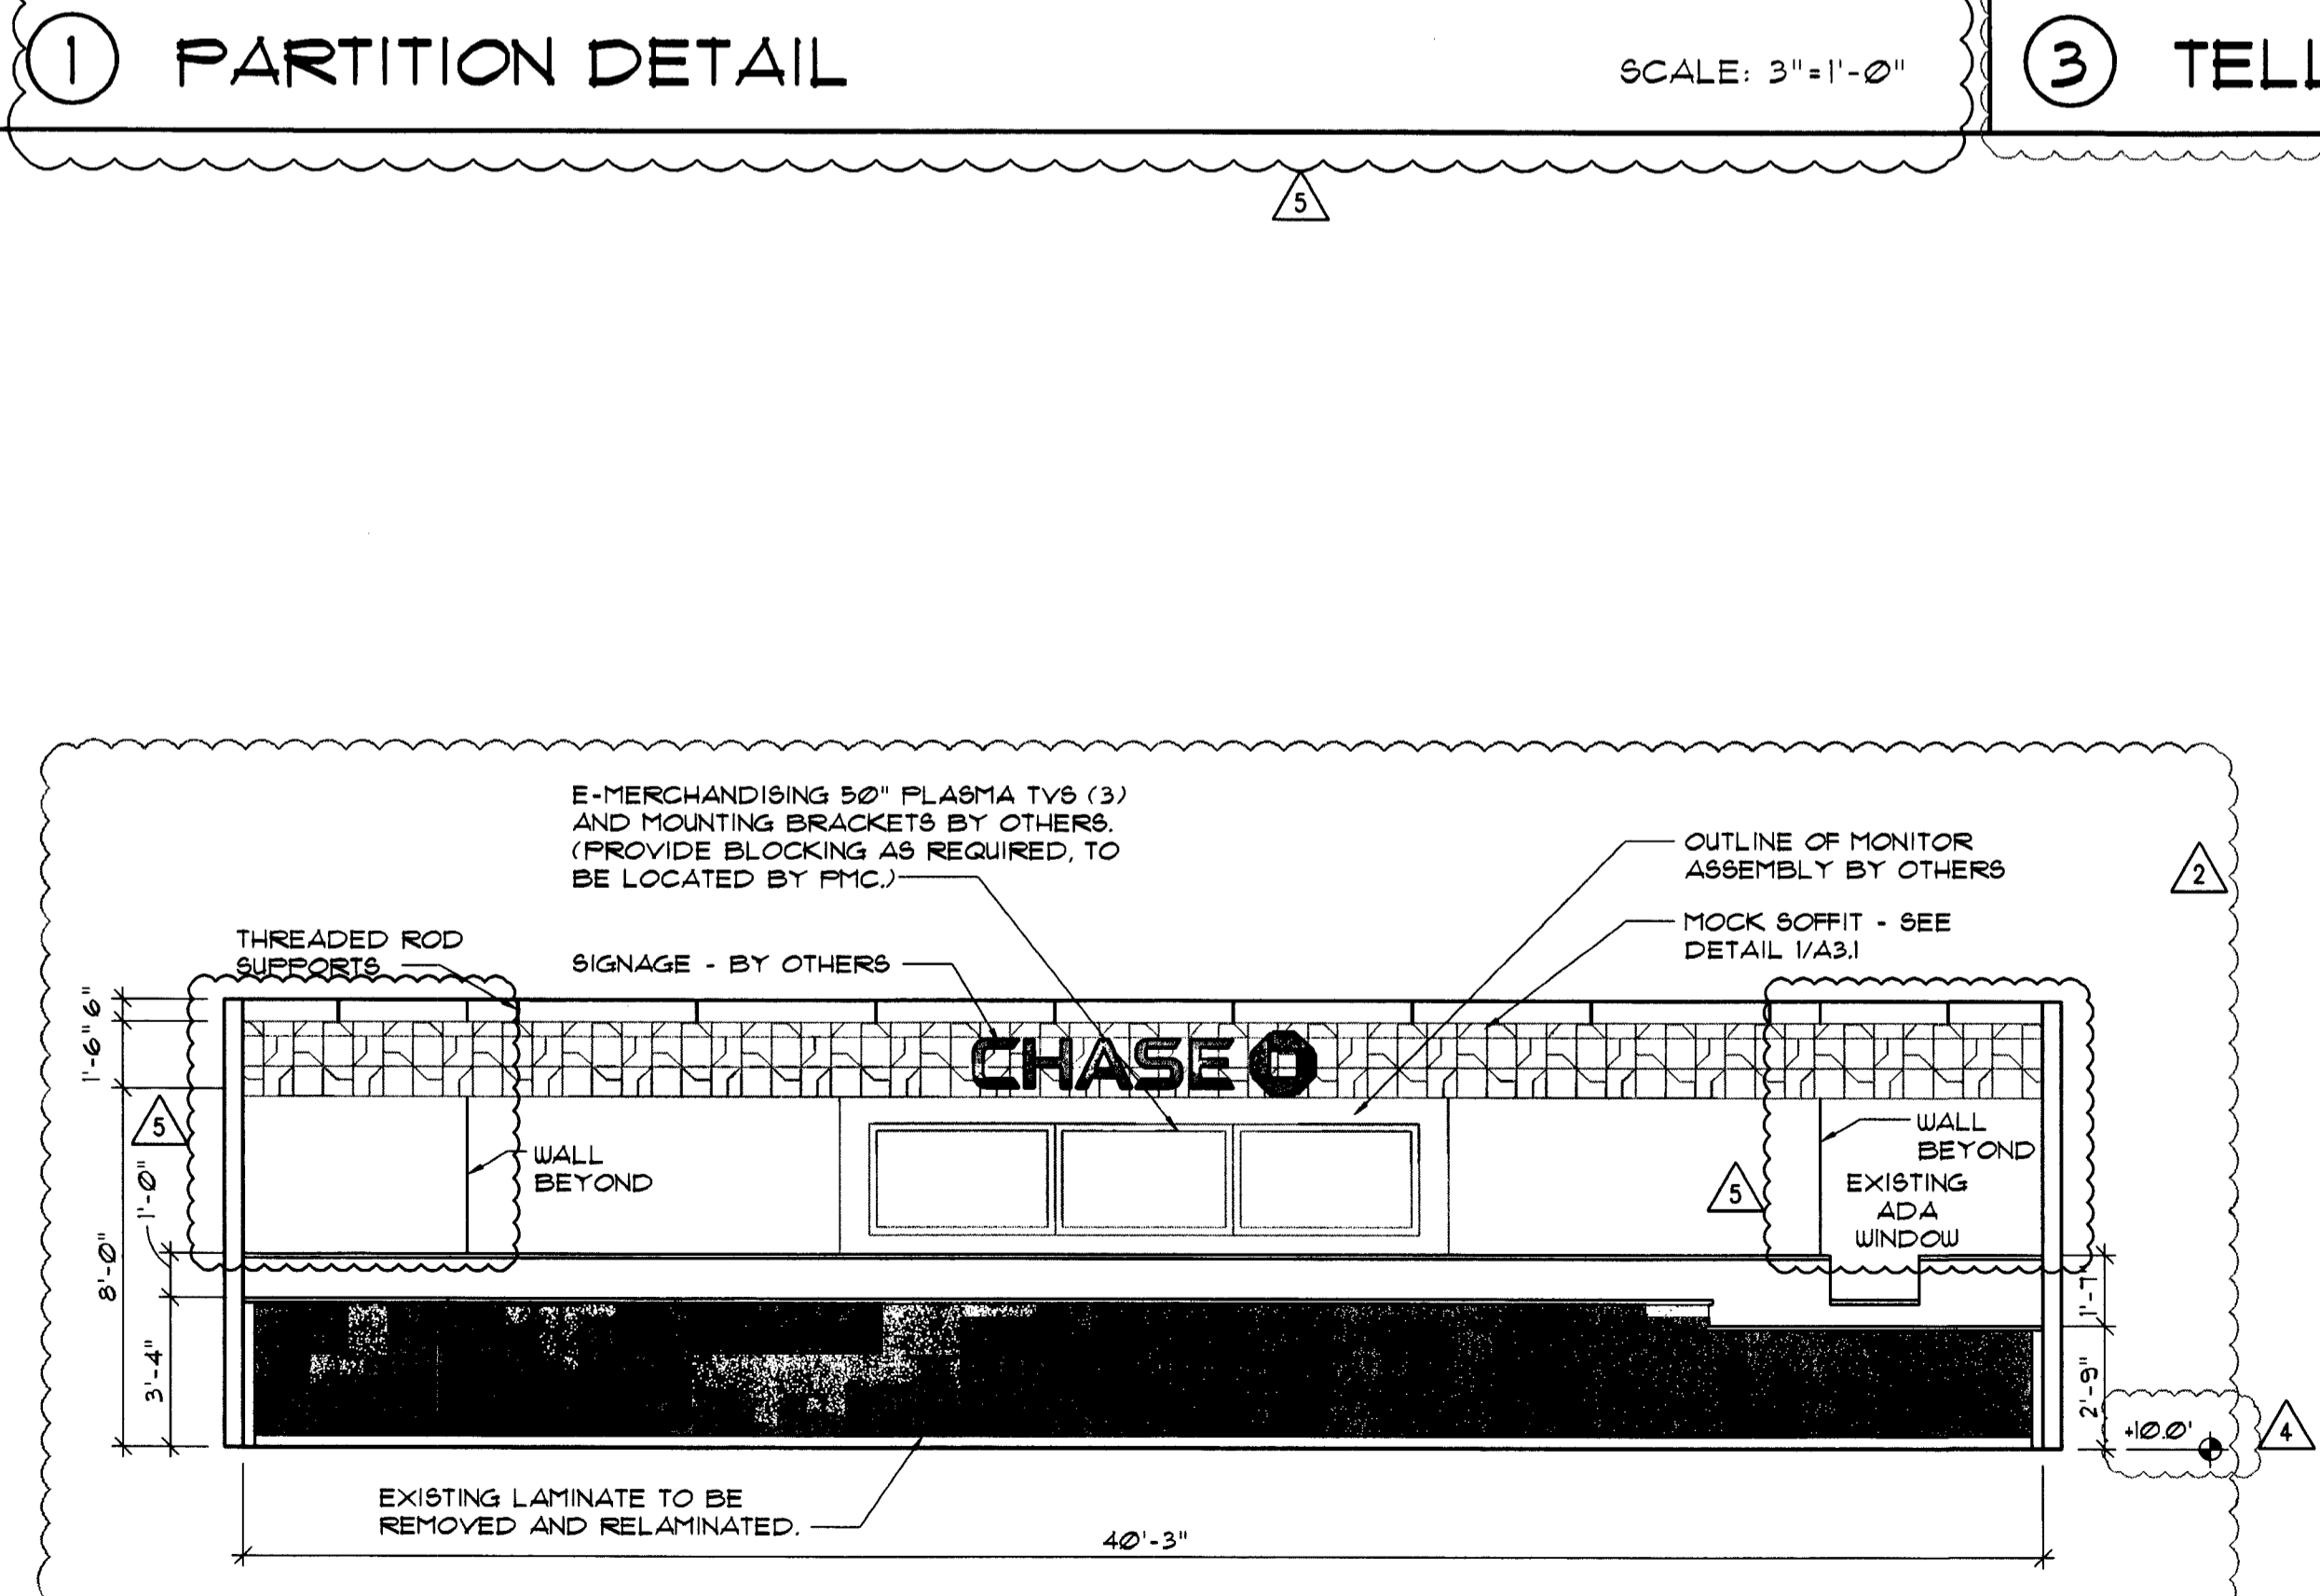 1 PARTITION DETAIL
SCALE: 3"=1'-0"
3 TELL
5
E-MERCHANDISING 50" PLASMA TVS (3)
AND MOUNTING BRACKETS BY OTHERS.
(PROVIDE BLOCKING AS REQUIRED, TO
BE LOCATED BY PMC.)
OUTLINE OF MONITOR
ASSEMBLY BY OTHERS
2
MOCK SOFFIT - SEE
DETAIL 1/A3.1
THREADED ROD
SUPPORTS
SIGNAGE - BY OTHERS
6"
1'-6"
CHASE
5
WALL
BEYOND
WALL
BEYOND
5
EXISTING
ADA
WINDOW
1'-0"
8'-0"
3'-4"
1'-7"
2'-9"
+10.0'
4
EXISTING LAMINATE TO BE
REMOVED AND RELAMINATED.
40'-3"